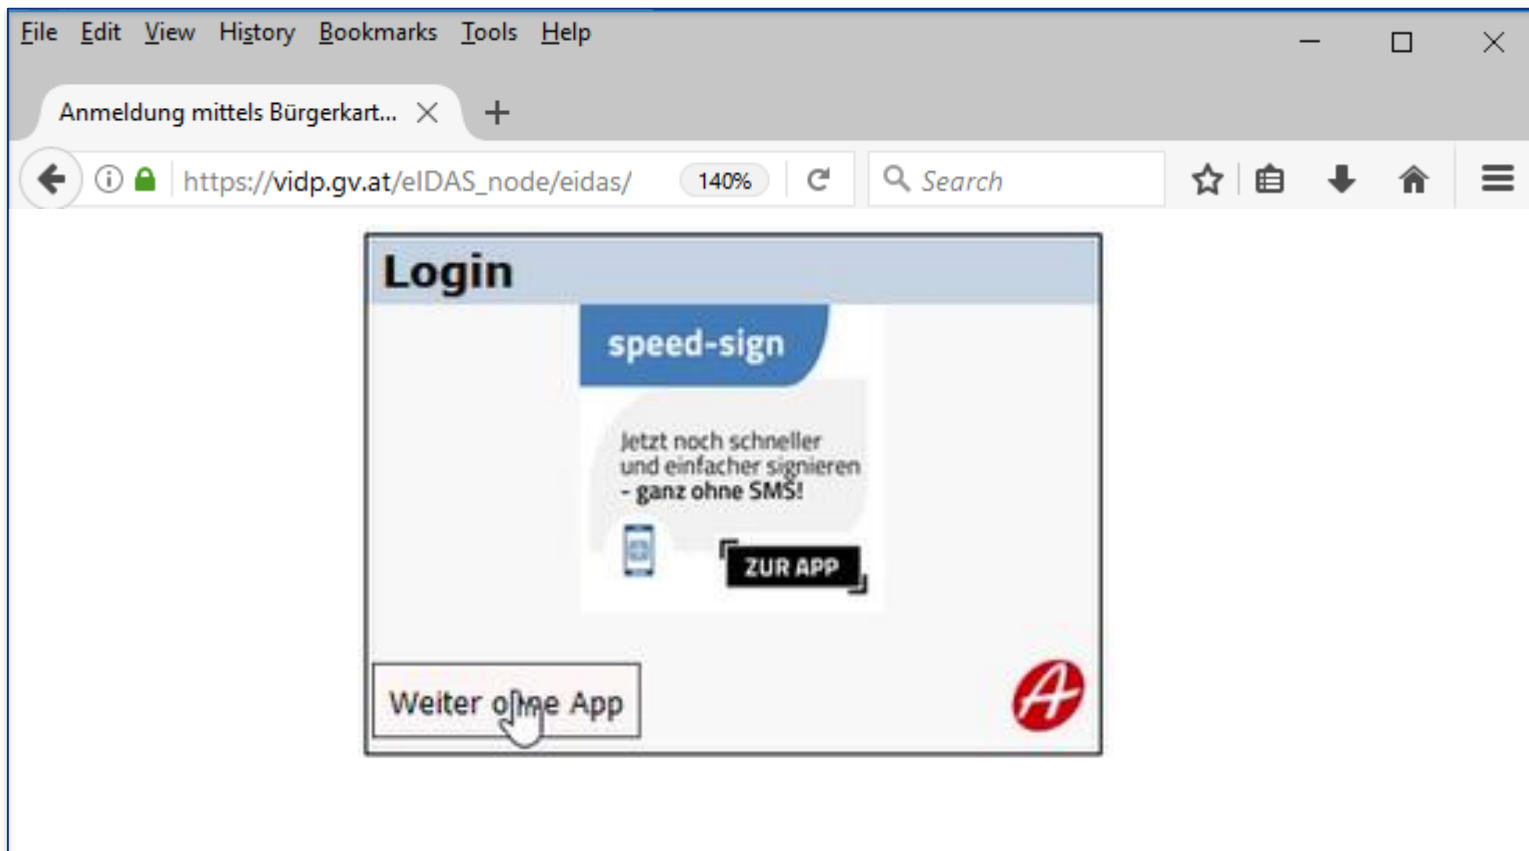 File Edit View History Bookmarks Tools Help
Anmeldung mittels Bürgerkart...
https://vidp.gv.at/eIDAS_node/eidas/ 140% Search
Login
speed-sign
Jetzt noch schneller
und einfacher signieren
- ganz ohne SMS!
ZUR APP
Weiter ohne App
A